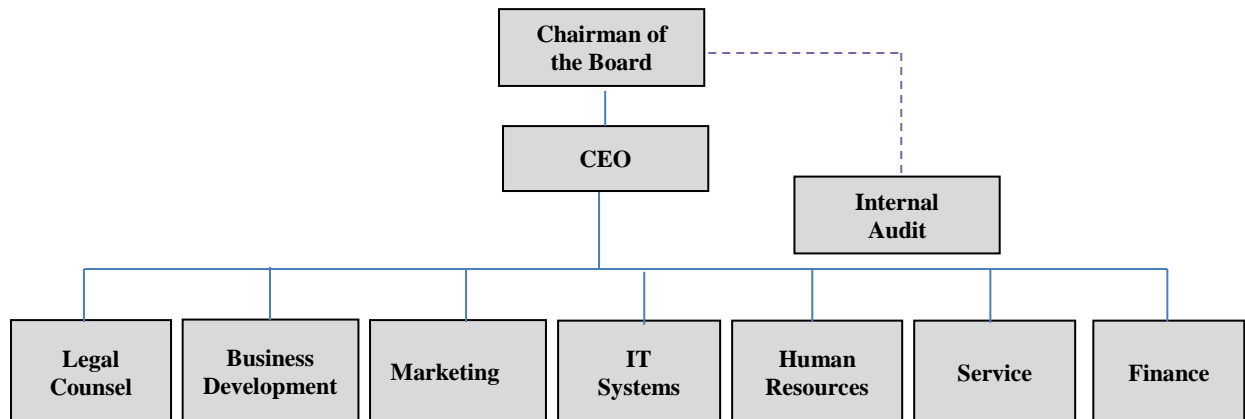 Chairman of
the Board
CEO
Internal
Audit
Legal
Counsel
Business
Development
Marketing
IT
Systems
Human
Resources
Service
Finance